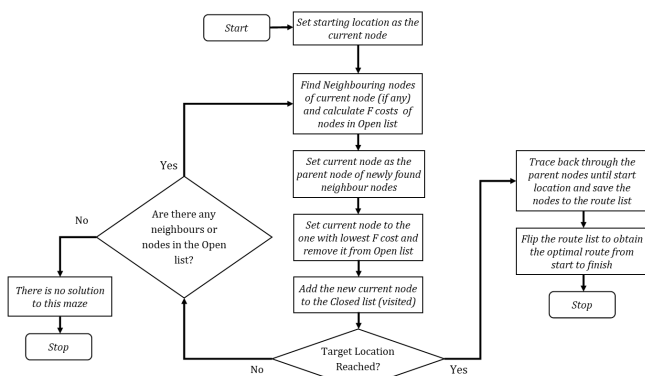 Start
Set starting location as the
current node
Find Neighbouring nodes
of current node (if any)
and calculate F costs of
nodes in Open list
Set current node as the
parent node of newly found
neighbour nodes
Set current node to the
one with lowest F cost and
remove it from Open list
Add the new current node
to the Closed list (visited)
Target Location
Reached?
No
Yes
Are there any
neighbours or
nodes in the Open
list?
Yes
No
There is no solution
to this maze
Stop
Trace back through the
parent nodes until start
location and save the
nodes to the route list
Flip the route list to obtain
the optimal route from
start to finish
Stop